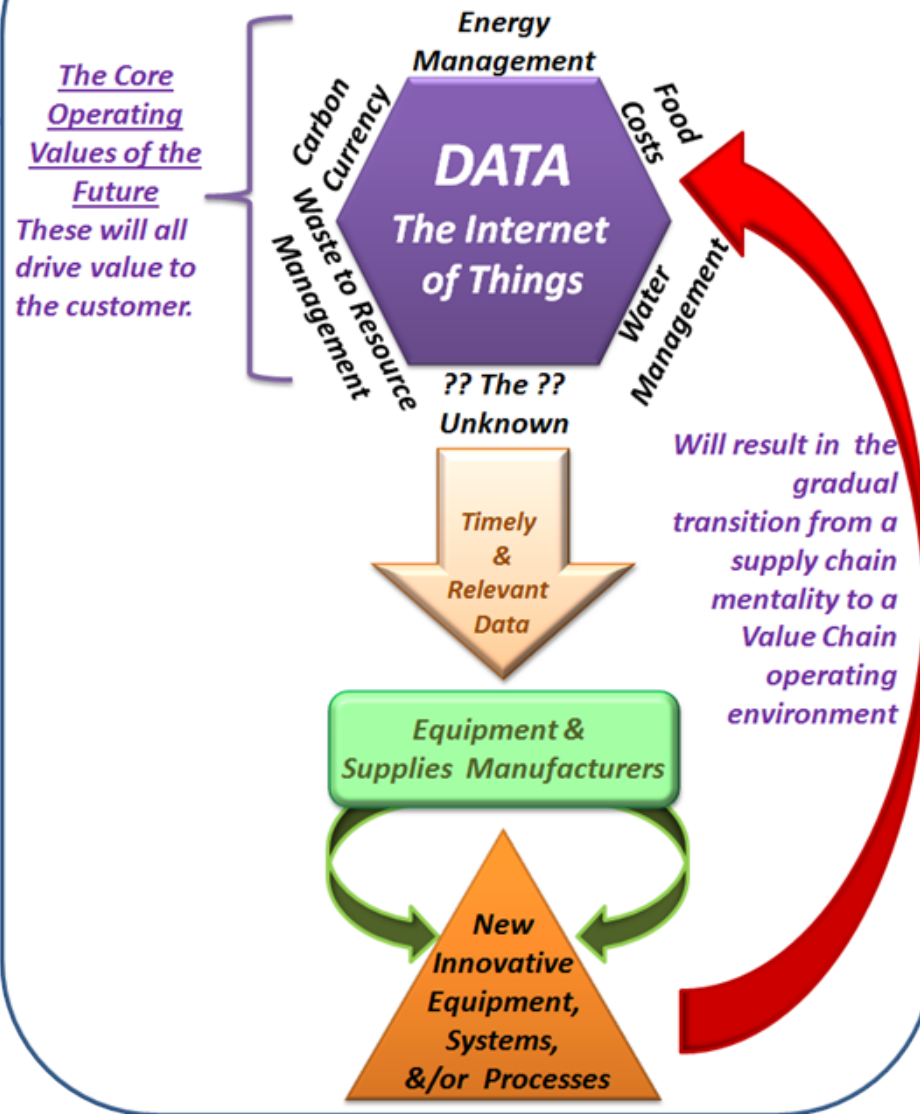 The Core
Operating
Values of the
Future
These will all
drive value to
the customer.
Energy
Management
Carbon
Currency
Food
Costs
DATA
The Internet
of Things
Waste to Resource
Management
Water
Management
?? The ??
Unknown
Timely
&
Relevant
Data
Will result in the
gradual
transition from a
supply chain
mentality to a
Value Chain
operating
environment
Equipment &
Supplies Manufacturers
New
Innovative
Equipment,
Systems,
&/or Processes